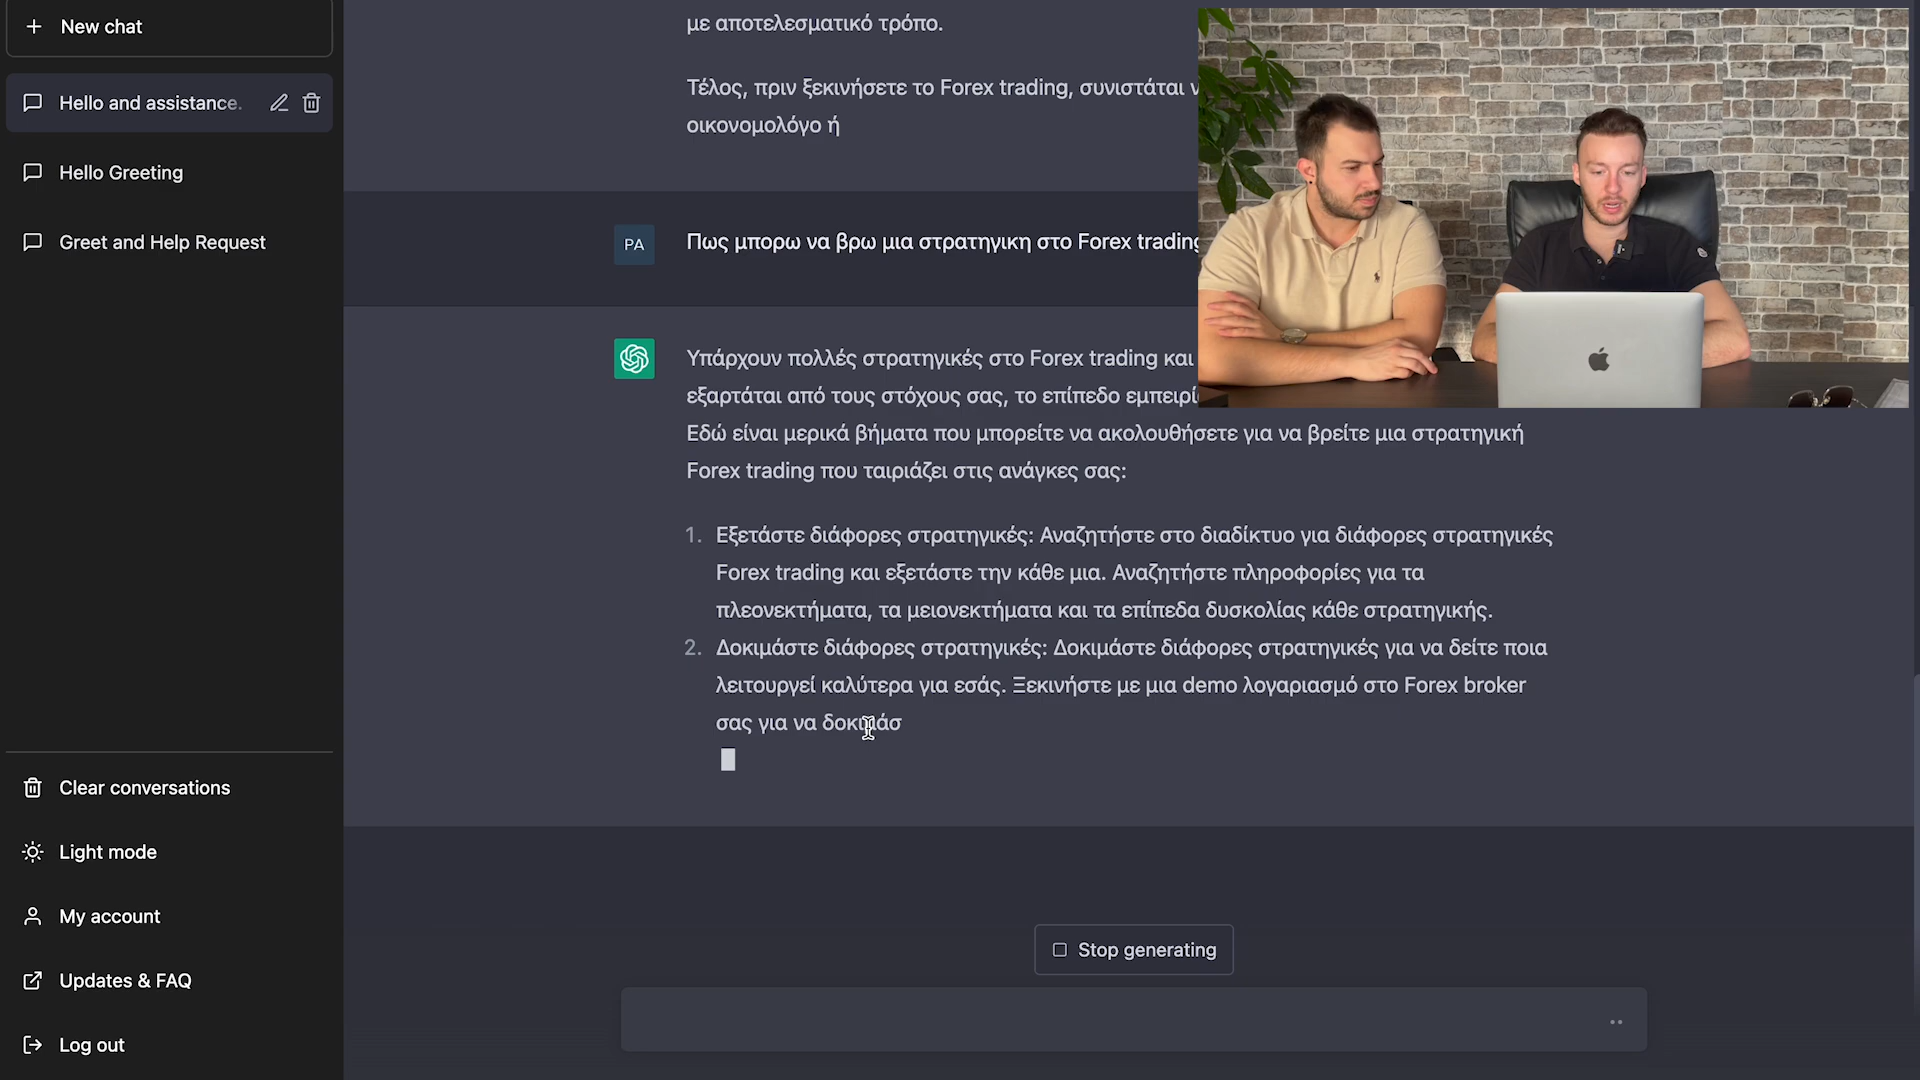 New chat
Hello and assistance.
Hello Greeting
Greet and Help Request
Clear conversations
Light mode
My account
Updates & FAQ
Log out
με αποτελεσματικό τρόπο.
Τέλος, πριν ξεκινήσετε το Forex trading, συνιστάται
οικονομολόγο ή
PA
Πως μπορω να βρω μια στρατηγικη στο Forex trading
Υπάρχουν πολλές στρατηγικές στο Forex trading και
εξαρτάται από τους στόχους σας, το επίπεδο
Εδώ είναι μερικά βήματα που μπορείτε να ακολουθήσετε για να βρείτε μια στρατηγική
Forex trading που ταιριάζει στις ανάγκες σας:
1. Εξετάστε διάφορες στρατηγικές: Αναζητήστε στο διαδίκτυο για διάφορες στρατηγικές
Forex trading και εξετάστε την κάθε μια. Αναζητήστε πληροφορίες για τα
πλεονεκτήματα, τα μειονεκτήματα και τα επίπεδα δυσκολίας κάθε στρατηγικής.
2. Δοκιμάστε διάφορες στρατηγικές: Δοκιμάστε διάφορες στρατηγικές για να δείτε ποια
λειτουργεί καλύτερα για εσάς. Ξεκινήστε με μια demo λογαριασμό στο Forex broker
σας για να δοκιμάσ
Stop generating